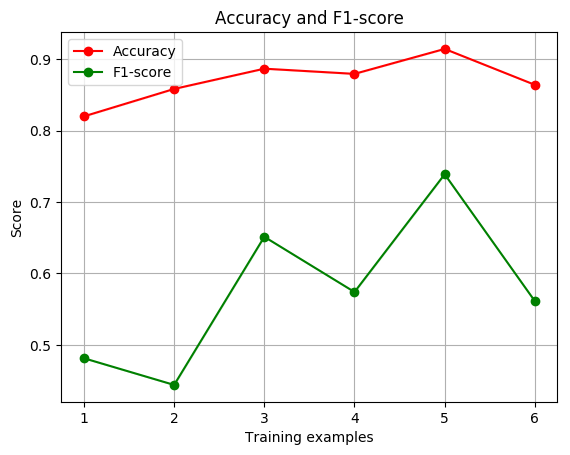 Accuracy and F1-score
Accuracy
F1-score
0.9
0.8
0.7
0.6
0.5
Score
1 2 3 4 5 6
Training examples